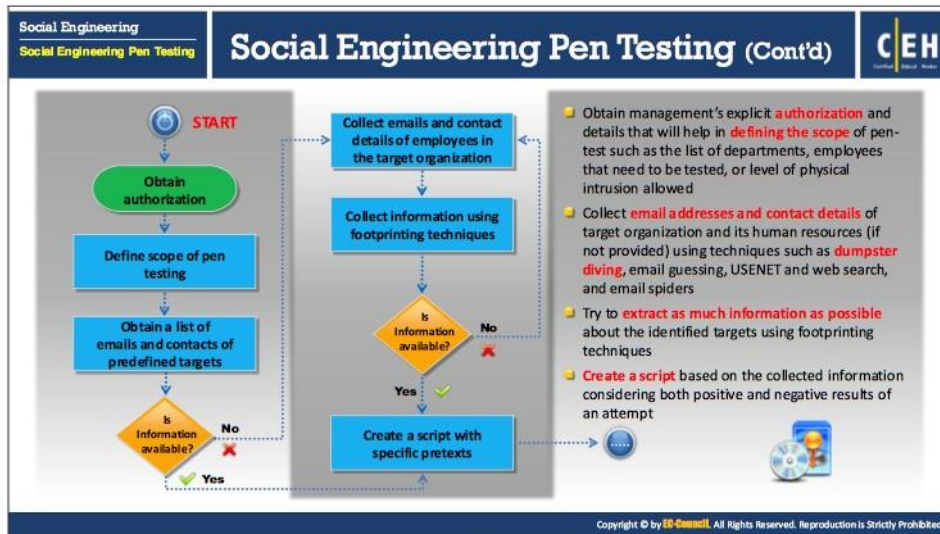 Social Engineering
Social Engineering Pen Testing
Social Engineering Pen Testing (Cont'd)
C|EH
Certified Ethical Hacker
START
Obtain
authorization
Define scope of pen
testing
Obtain a list of
emails and contacts of
predefined targets
Is
Information
available?
No
Yes
Collect emails and contact
details of employees in
the target organization
Collect information using
footprinting techniques
Is
Information
available?
No
Yes
Create a script with
specific pretexts
Obtain management's explicit authorization and
details that will help in defining the scope of pen-
test such as the list of departments, employees
that need to be tested, or level of physical
intrusion allowed
Collect email addresses and contact details of
target organization and its human resources (if
not provided) using techniques such as dumpster
diving, email guessing, USENET and web search,
and email spiders
Try to extract as much information as possible
about the identified targets using footprinting
techniques
Create a script based on the collected information
considering both positive and negative results of
an attempt
Copyright © by EC-Council. All Rights Reserved. Reproduction is Strictly Prohibited